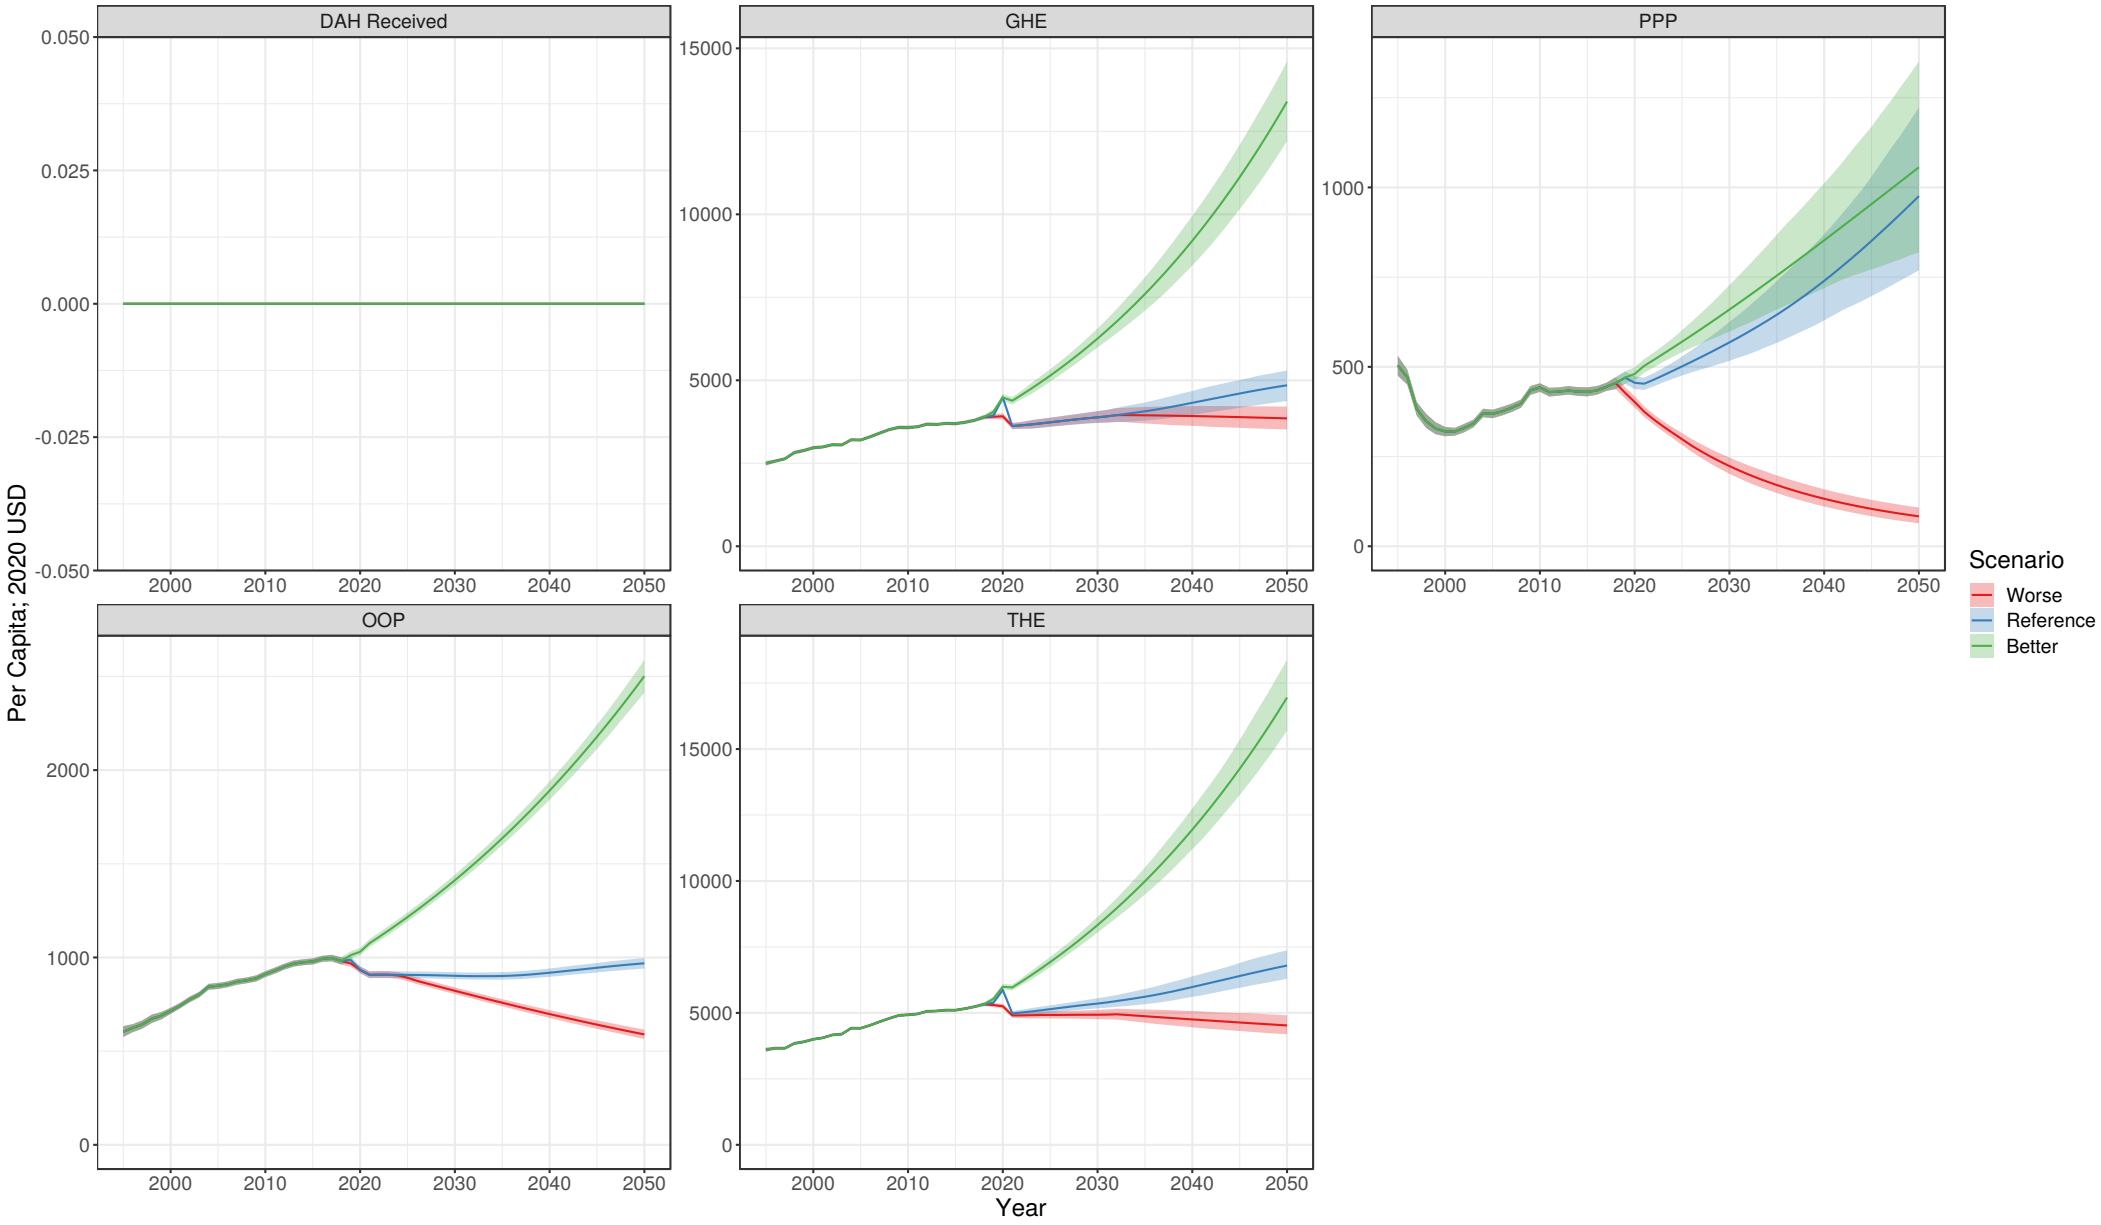 DAH Received
GHE
PPP
0.050
0.025
0.000
-0.025
-0.050
2000 2010 2020 2030 2040 2050
15000
10000
5000
0
2000 2010 2020 2030 2040 2050
1000
500
0
2000 2010 2020 2030 2040 2050
OOP
THE
2000
1000
0
2000 2010 2020 2030 2040 2050
15000
10000
5000
0
2000 2010 2020 2030 2040 2050
Per Capita; 2020 USD
Year
Scenario
Worse
Reference
Better